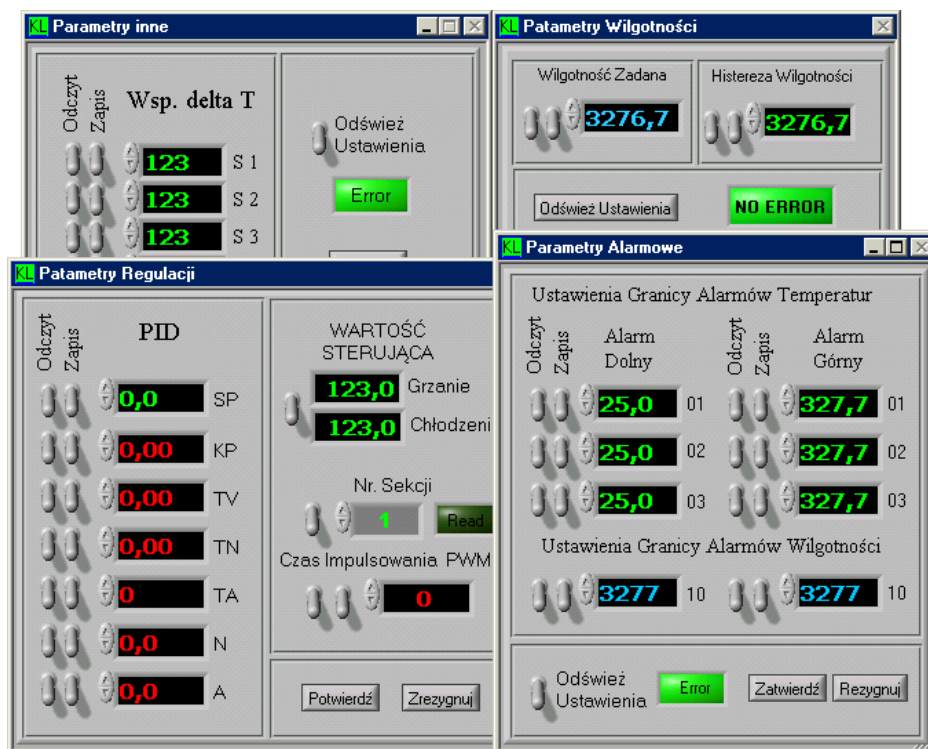 KL Parametry inne
Odczyt
Zapis
Wsp. delta T
123 S 1
123 S 2
123 S 3
Odśwież
Ustawienia
Error
KL Patametry Wilgotności
Wilgotność Zadana
3276,7
Histereza Wilgotności
3276,7
Odśwież Ustawienia
NO ERROR
KL Patametry Regulacji
Odczyt
Zapis
PID
0,0 SP
0,00 KP
0,00 TV
0,00 TN
0 TA
0,0 N
0,0 A
WARTOŚĆ
STERUJĄCA
123,0 Grzanie
123,0 Chłodzeni
Nr. Sekcji
1 Read
Czas Impulsowania PWM
0
Potwierdź Zrezygnuj
KL Parametry Alarmowe
Ustawienia Granicy Alarmów Temperatur
Odczyt
Zapis
Alarm
Dolny
Odczyt
Zapis
Alarm
Górny
25,0 01 327,7 01
25,0 02 327,7 02
25,0 03 327,7 03
Ustawienia Granicy Alarmów Wilgotności
3277 10 3277 10
Odśwież
Ustawienia
Error
Zatwierdź Rezygnuj